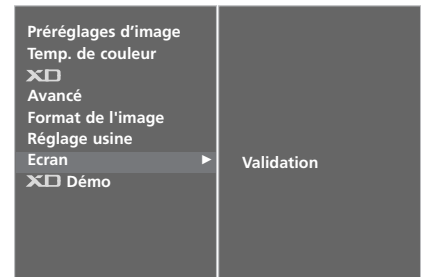 Préréglages d’image
Temp. de couleur
XD
Avancé
Format de l'image
Réglage usine
Ecran ►
Validation
XD Démo